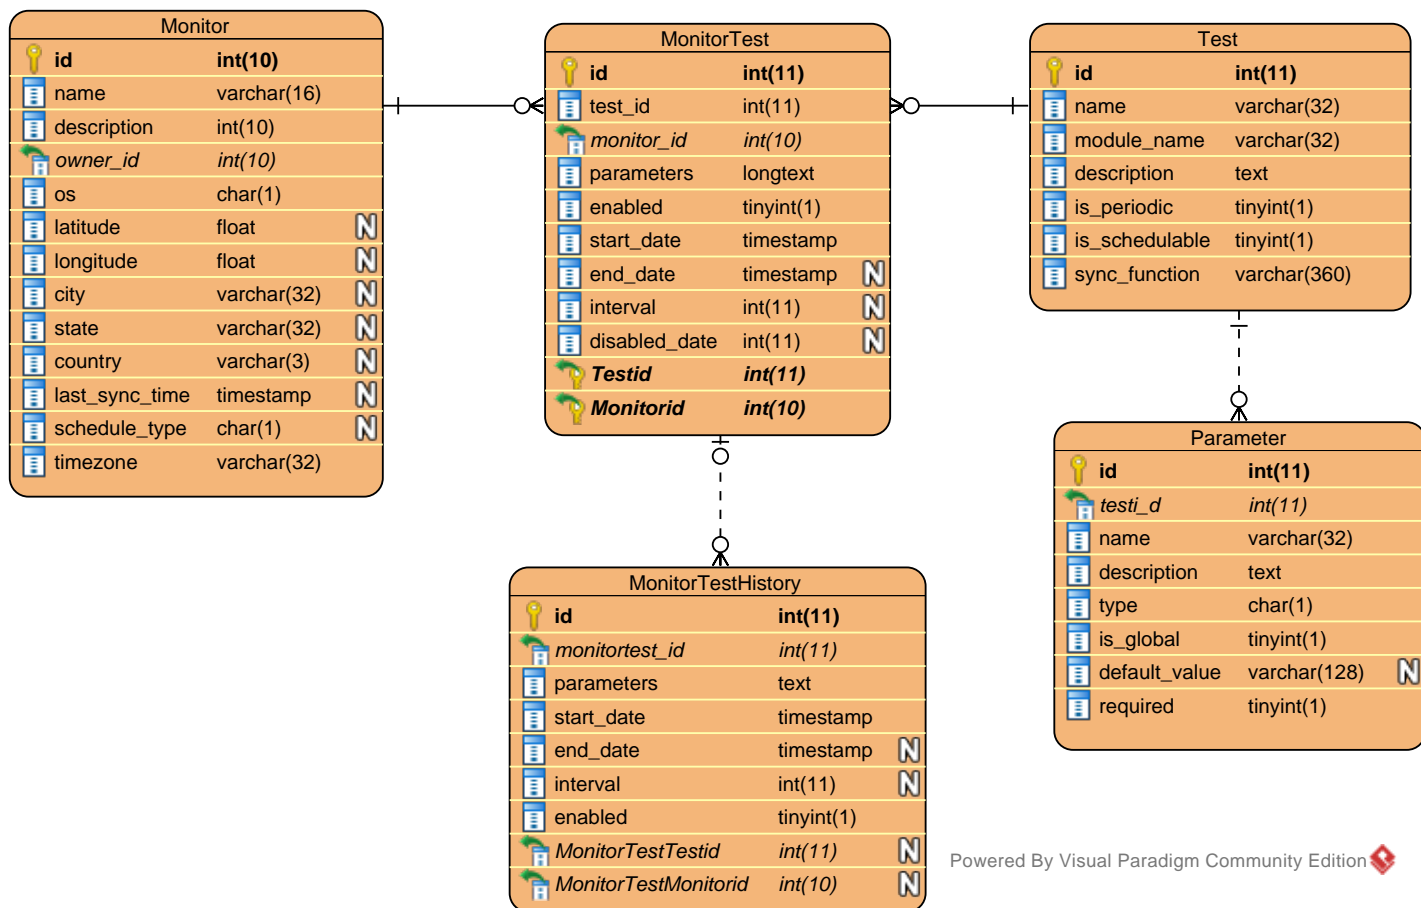 Monitor
id int(10)
name varchar(16)
description int(10)
owner_id int(10)
os char(1)
latitude float N
longitude float N
city varchar(32) N
state varchar(32) N
country varchar(3) N
last_sync_time timestamp N
schedule_type char(1) N
timezone varchar(32)
MonitorTest
id int(11)
test_id int(11)
monitor_id int(10)
parameters longtext
enabled tinyint(1)
start_date timestamp
end_date timestamp N
interval int(11) N
disabled_date int(11) N
Testid int(11)
Monitorid int(10)
Test
id int(11)
name varchar(32)
module_name varchar(32)
description text
is_periodic tinyint(1)
is_schedulable tinyint(1)
sync_function varchar(360)
Parameter
id int(11)
testi_d int(11)
name varchar(32)
description text
type char(1)
is_global tinyint(1)
default_value varchar(128) N
required tinyint(1)
MonitorTestHistory
id int(11)
monitortest_id int(11)
parameters text
start_date timestamp
end_date timestamp N
interval int(11) N
enabled tinyint(1)
MonitorTestTestid int(11) N
MonitorTestMonitorid int(10) N
Powered By Visual Paradigm Community Edition